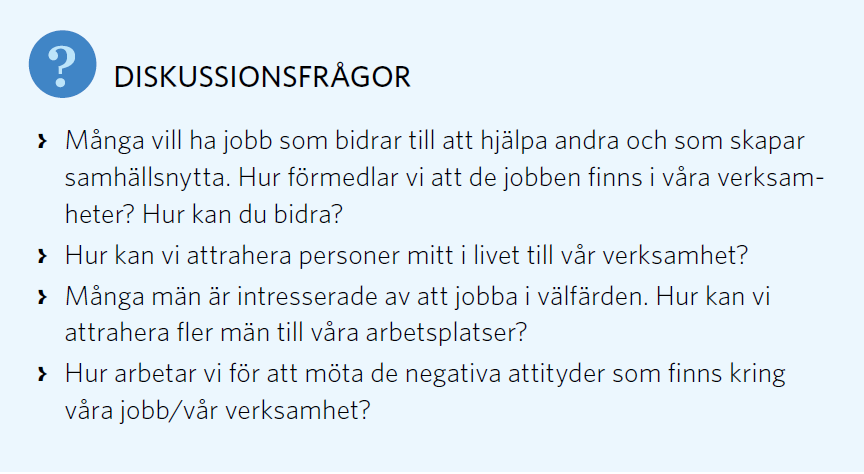 ?
DISKUSSIONSFRÅGOR
Många vill ha jobb som bidrar till att hjälpa andra och som skapar
samhällsnytta. Hur förmedlar vi att de jobben finns i våra verksam-
heter? Hur kan du bidra?
Hur kan vi attrahera personer mitt i livet till vår verksamhet?
Många män är intresserade av att jobba i välfärden. Hur kan vi
attrahera fler män till våra arbetsplatser?
Hur arbetar vi för att möta de negativa attityder som finns kring
våra jobb/vår verksamhet?